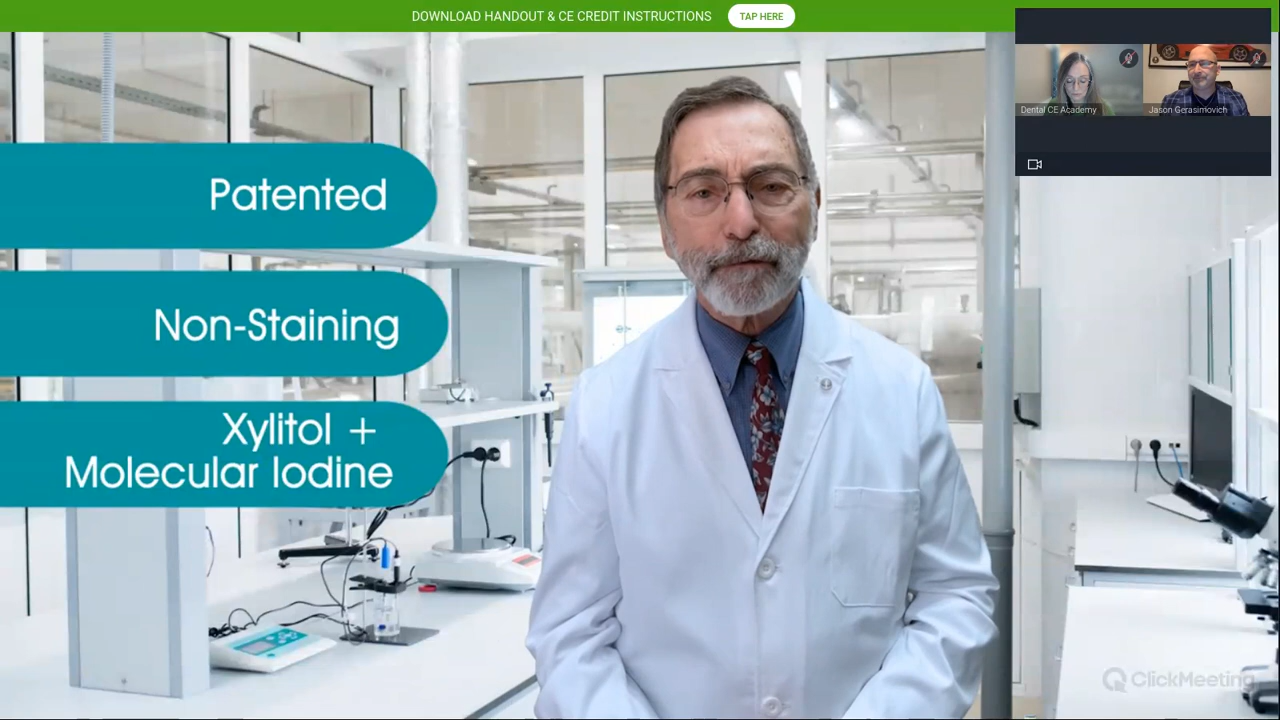 DOWNLOAD HANDOUT & CE CREDIT INSTRUCTIONS
TAP HERE
Dental CE Academy
Jason Gerasimovich
Patented
Non-Staining
Xylitol +
Molecular Iodine
ClickMeeting